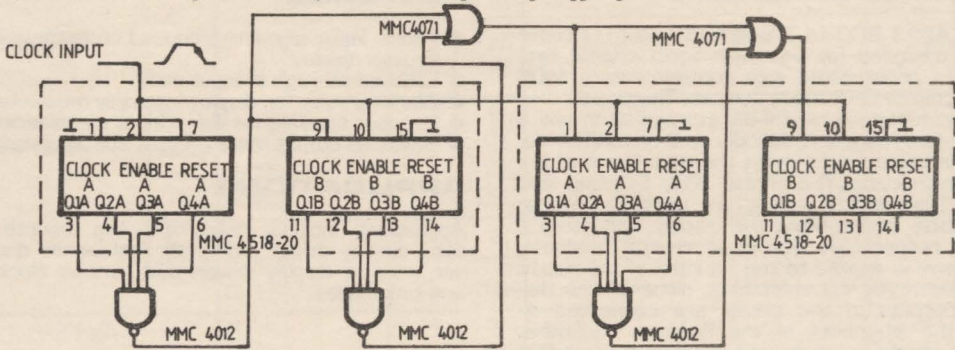 MMC4071
MMC 4071
CLOCK INPUT
1 2 7
9 10 15
1 2 7
9 10 15
CLOCK ENABLE RESET
A A A
Q1A Q2A Q3A Q4A
CLOCK ENABLE RESET
B B B
Q1B Q2B Q3B Q4B
CLOCK ENABLE RESET
A A A
Q1A Q2A Q3A Q4A
CLOCK ENABLE RESET
B B B
Q1B Q2B Q3B Q4B
3 4 5 6
11 12 13 14
3 4 5 6
11 12 13 14
MMC 4518-20
MMC 4518-20
MMC 4012
MMC 4012
MMC 4012